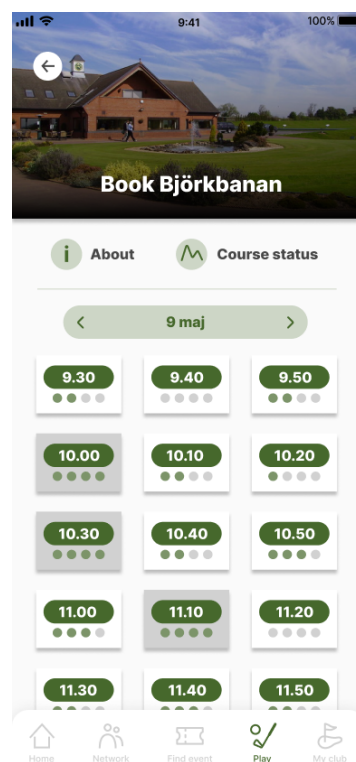 9:41
100%
Book Björkbanan
i About
Course status
9 maj
9.30 9.40 9.50
10.00 10.10 10.20
10.30 10.40 10.50
11.00 11.10 11.20
11.30 11.40 11.50
Home Network Find event Play My club